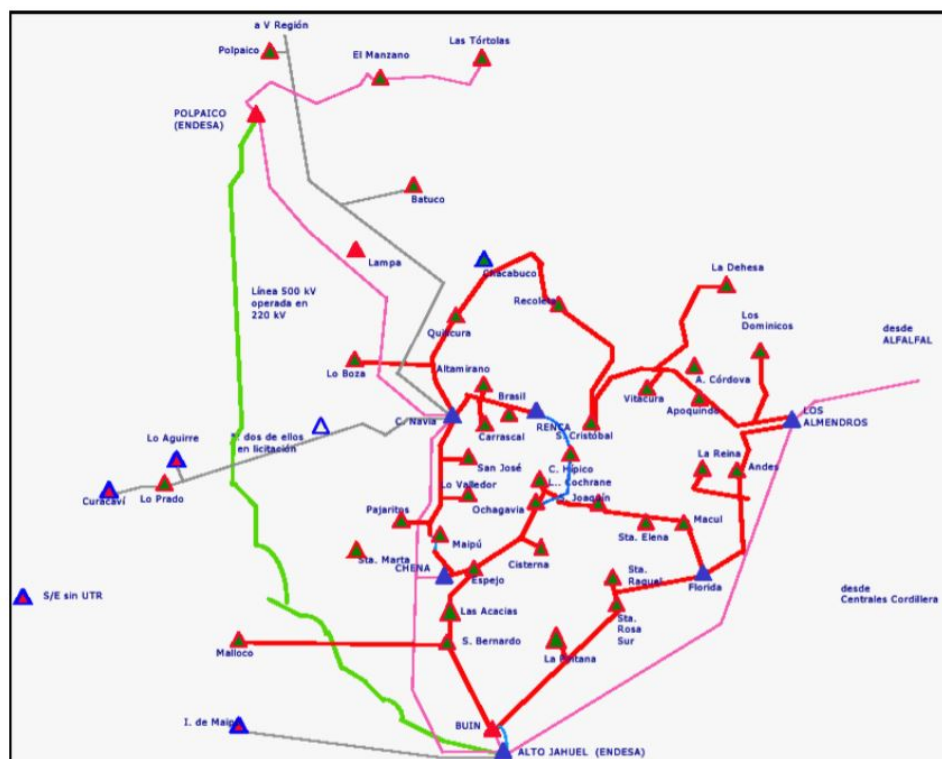 a V Región
Polpaico
El Manzano
Las Tórtolas
POLPAICO
(ENDESA)
Batuco
Lampa
Chacabuco
La Dehesa
Línea 500 kV
operada en
220 kV
Recoleta
Los
Dominicos
Quilicura
desde
ALFALFAL
Lo Boza
Altamirano
Brasil
Vitacura
A. Córdova
Apoquindo
C. Navia
RENCA
LOS
ALMENDROS
Carrascal
S. Cristóbal
Lo Aguirre
dos de ellos
en licitación
San José
C. Hípico
La Reina
Andes
Curacaví
Lo Prado
Lo Valledor
L.. Cochrane
Ochagavia
S. Joaquín
Pajaritos
Macul
Sta. Elena
Maipú
Sta. Marta
Cisterna
CHENA
Espejo
Sta.
Raquel
Florida
desde
Centrales Cordillera
S/E sin UTR
Las Acacias
Sta.
Rosa
Sur
Malloco
S. Bernardo
La Pintana
I. de Maipo
BUIN
ALTO JAHUEL (ENDESA)